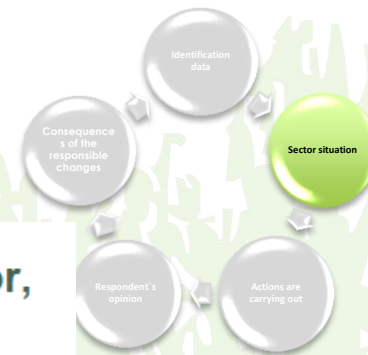 Identification
data
Sector situation
Actions are
carrying out
Respondent´s
opinion
Consequence
s of the
responsible
changes
or,